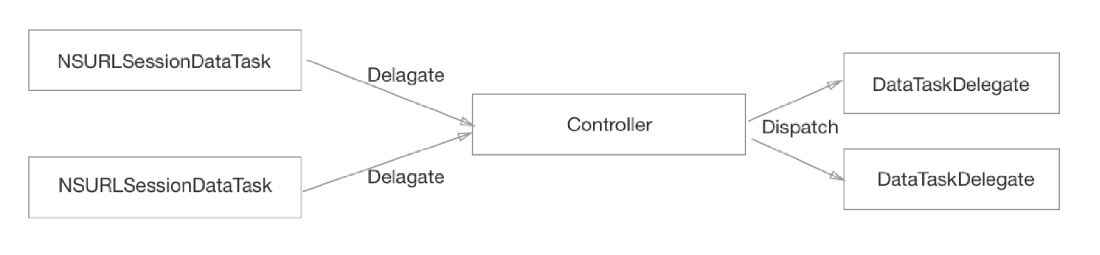 NSURLSessionDataTask
Delagate
DataTaskDelegate
Controller
Dispatch
NSURLSessionDataTask
Delagate
DataTaskDelegate